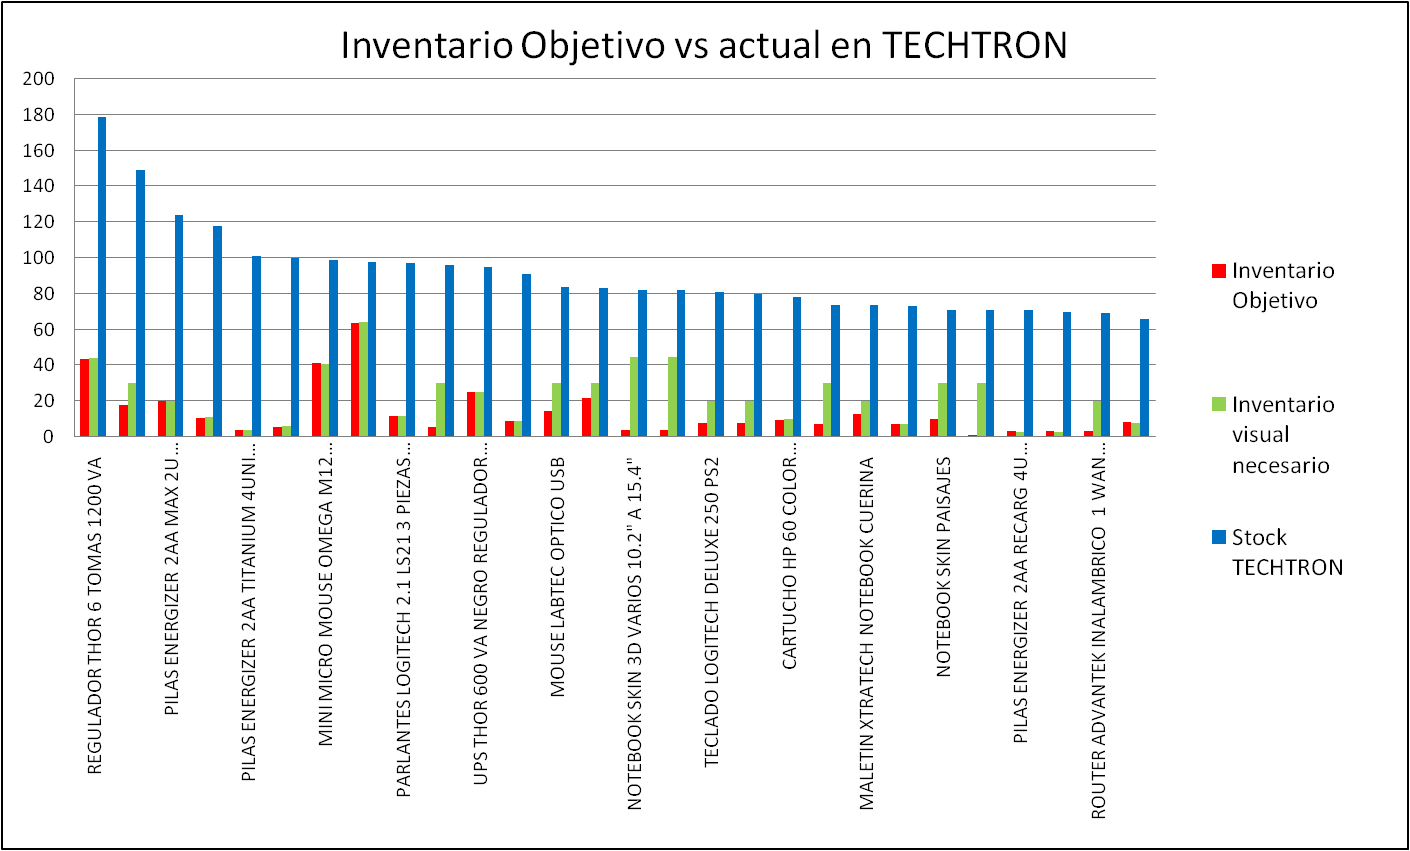 Inventario Objetivo vs actual en TECHTRON
200
180
160
140
120
100
80
60
40
20
0
REGULADOR THOR 6 TOMAS 1200 VA
PILAS ENERGIZER 2AA MAX 2U...
PILAS ENERGIZER 2AA TITANIUM 4UNI...
MINI MICRO MOUSE OMEGA M12...
PARLANTES LOGITECH 2.1 LS21 3 PIEZAS...
UPS THOR 600 VA NEGRO REGULADOR...
MOUSE LABTEC OPTICO USB
NOTEBOOK SKIN 3D VARIOS 10.2" A 15.4"
TECLADO LOGITECH DELUXE 250 PS2
CARTUCHO HP 60 COLOR...
MALETIN XTRATECH NOTEBOOK CUERINA
NOTEBOOK SKIN PAISAJES
PILAS ENERGIZER 2AA RECARG 4U...
ROUTER ADVANTEK INALAMBRICO 1 WAN...
Inventario
Objetivo
Inventario
visual
necesario
Stock
TECHTRON